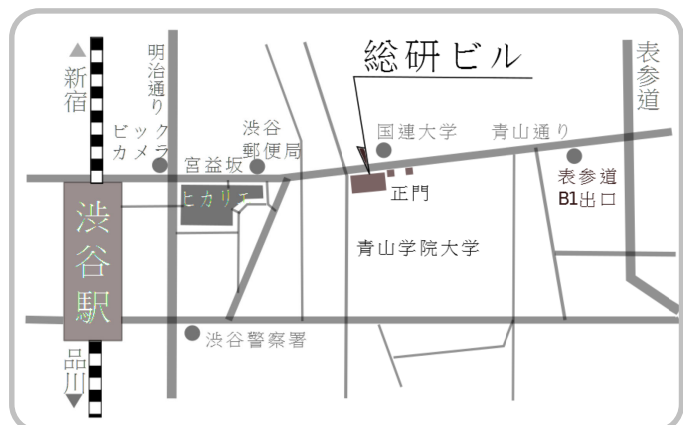 総研ビル
新宿
明治通り
表参道
ビック
カメラ
渋谷
郵便局
国連大学
青山通り
宮益坂
ヒカリエ
正門
表参道
B1出口
渋谷駅
青山学院大学
渋谷警察署
品川